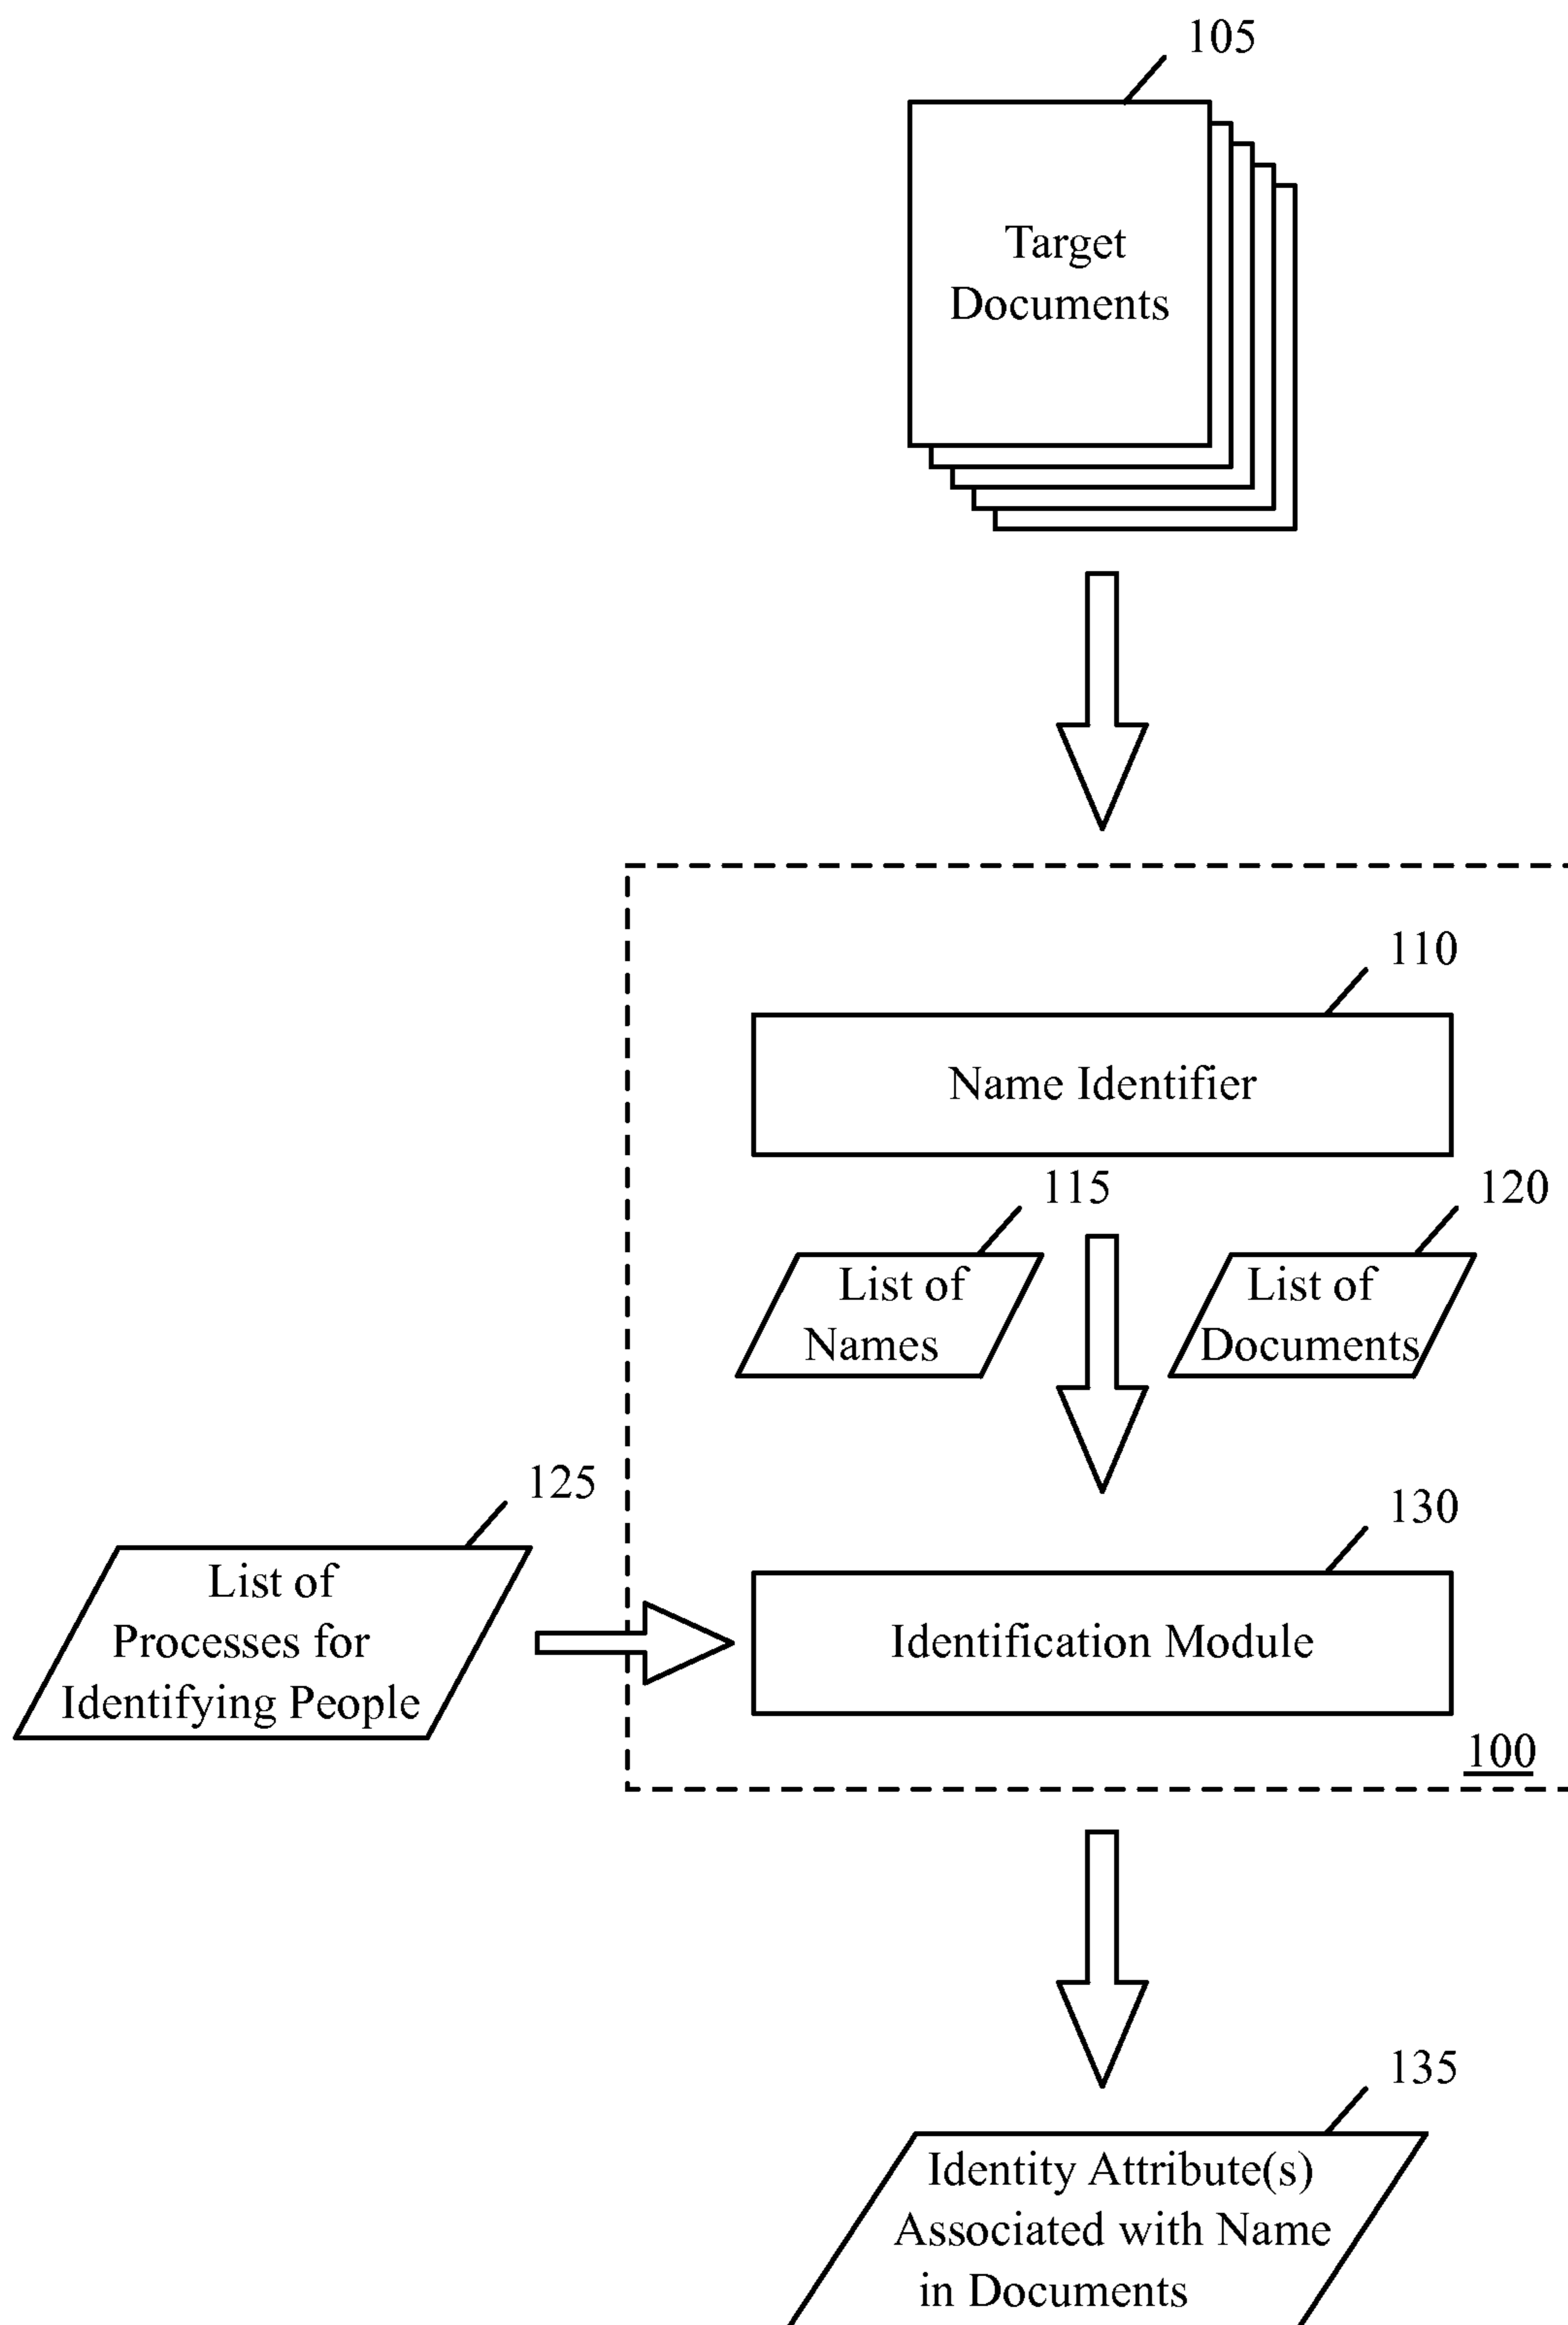 105
Target
Documents
110
Name Identifier
115
120
List of
Names
List of
Documents
125
List of
Processes for
Identifying People
130
Identification Module
100
135
Identity Attribute(s)
Associated with Name
in Documents